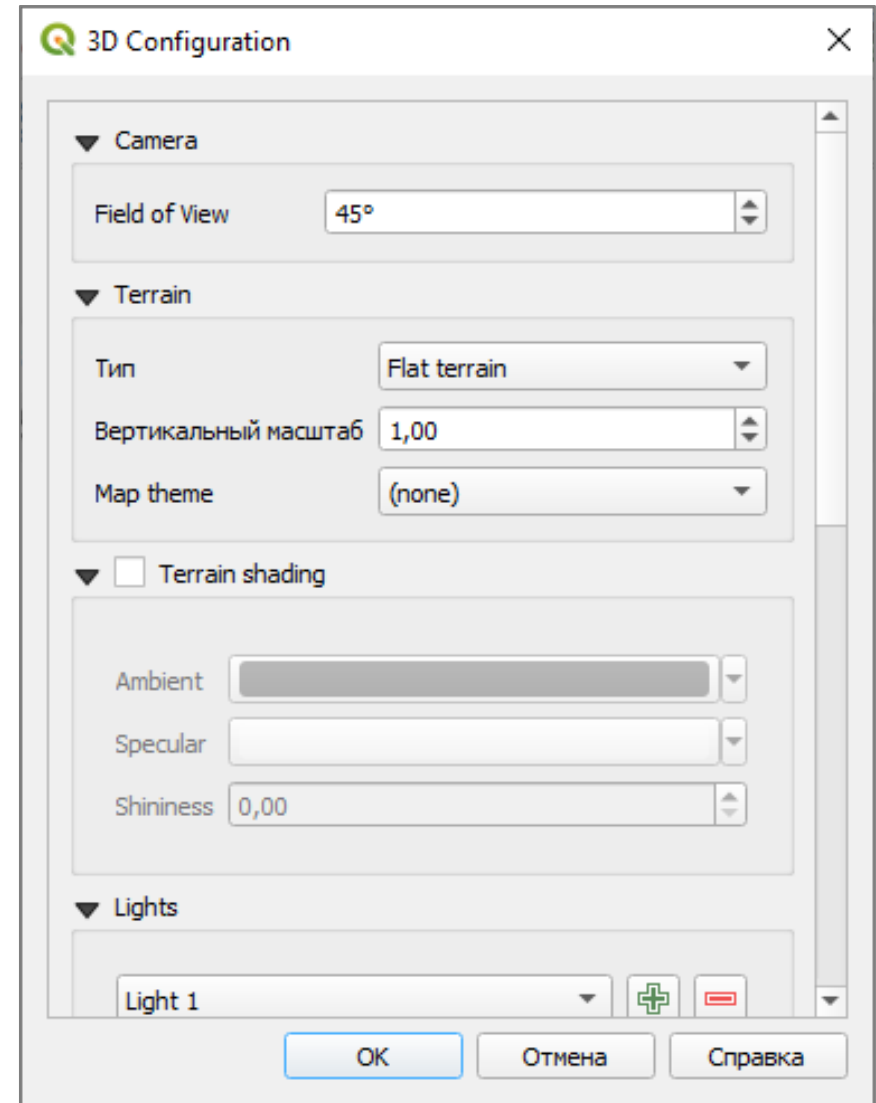 3D Configuration
Camera
Field of View 45°
Terrain
Тип Flat terrain
Вертикальный масштаб 1,00
Map theme (none)
Terrain shading
Ambient
Specular
Shininess 0,00
Lights
Light 1
OK Отмена Справка